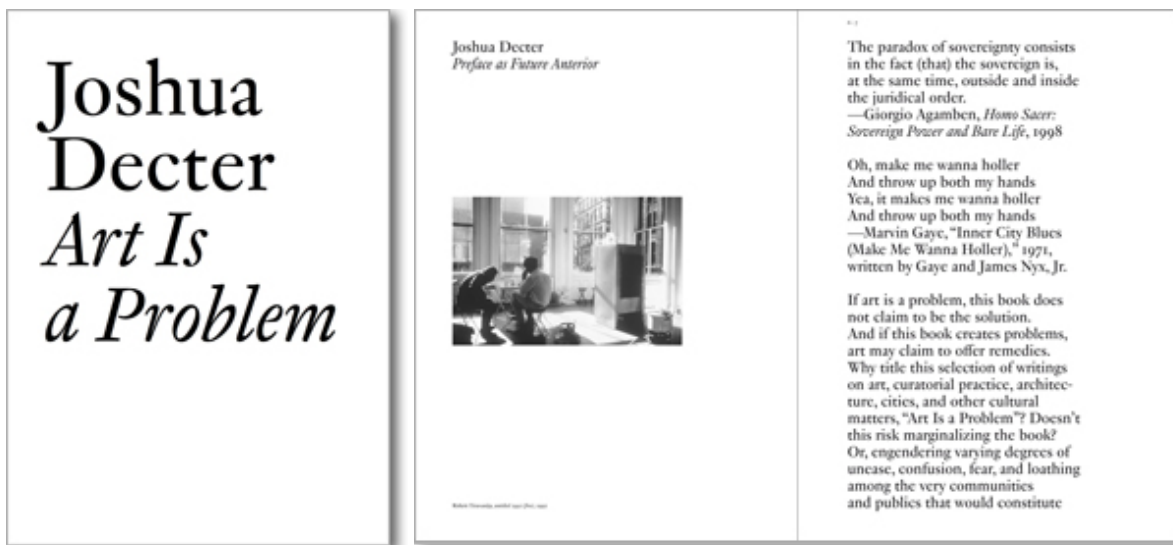 Joshua
Decter
Art Is
a Problem
Joshua Decter
Preface as Future Anterior
The paradox of sovereignty consists
in the fact (that) the sovereign is,
at the same time, outside and inside
the juridical order.
—Giorgio Agamben, Homo Sacer:
Sovereign Power and Bare Life, 1998
Oh, make me wanna holler
And throw up both my hands
Yea, it makes me wanna holler
And throw up both my hands
—Marvin Gaye, “Inner City Blues
(Make Me Wanna Holler),” 1971,
written by Gaye and James Nyx, Jr.
If art is a problem, this book does
not claim to be the solution.
And if this book creates problems,
art may claim to offer remedies.
Why title this selection of writings
on art, curatorial practice, architec-
ture, cities, and other cultural
matters, “Art Is a Problem”? Doesn’t
this risk marginalizing the book?
Or, engendering varying degrees of
unease, confusion, fear, and loathing
among the very communities
and publics that would constitute